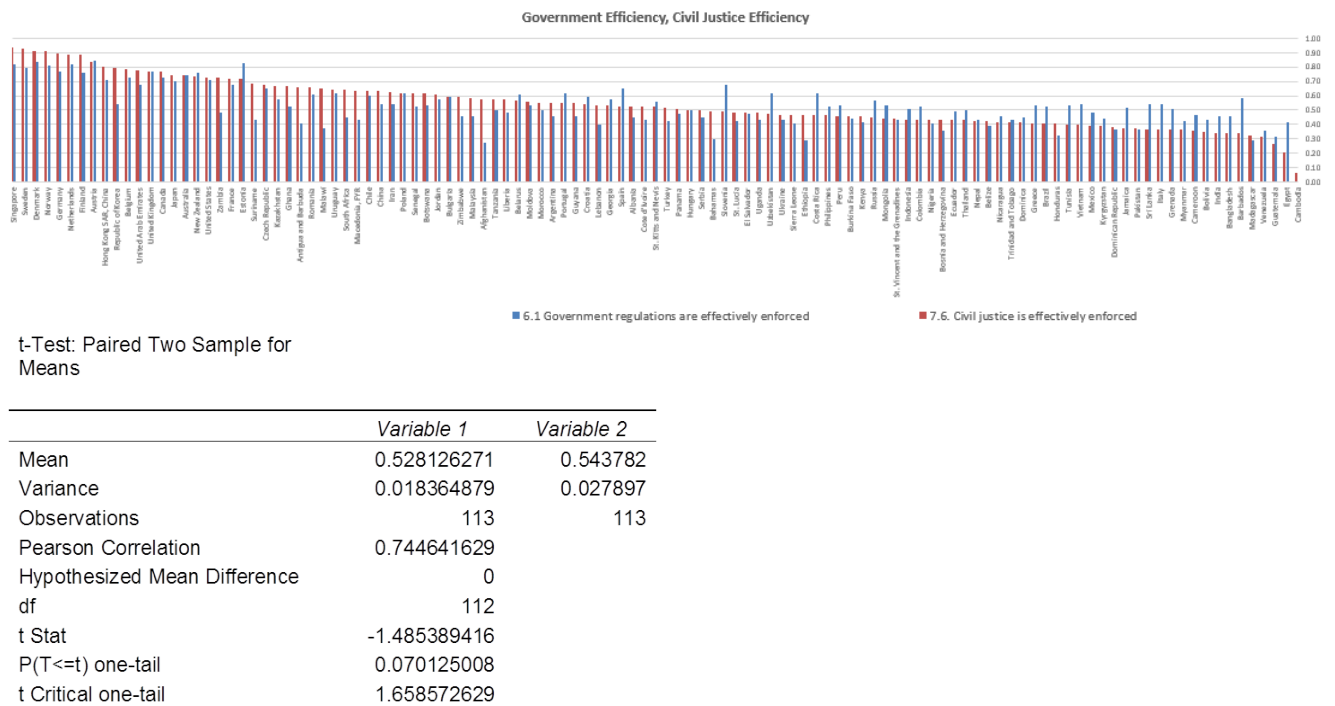 Government Efficiency, Civil Justice Efficiency
1.00
0.90
0.80
0.70
0.60
0.50
0.40
0.30
0.20
0.10
0.00
Singapore
Sweden
Denmark
Norway
Germany
Netherlands
Finland
Austria
Hong Kong SAR, China
Republic of Korea
Belgium
United Arab Emirates
United Kingdom
Canada
Japan
Australia
New Zealand
United States
Zambia
France
Estonia
Suriname
Czech Republic
Kazakhstan
Ghana
Antigua and Barbuda
Romania
Malawi
Uruguay
South Africa
Macedonia, FYR
Chile
China
Iran
Poland
Senegal
Botswana
Jordan
Bulgaria
Zimbabwe
Malaysia
Afghanistan
Tanzania
Liberia
Belarus
Moldova
Morocco
Argentina
Portugal
Guyana
Croatia
Lebanon
Georgia
Spain
Albania
Cote d'Ivoire
St. Kitts and Nevis
Turkey
Panama
Hungary
Serbia
Bahamas
Slovenia
St. Lucia
El Salvador
Uganda
Uzbekistan
Ukraine
Sierra Leone
Ethiopia
Costa Rica
Philippines
Peru
Burkina Faso
Kenya
Russia
Mongolia
St. Vincent and the Grenadines
Indonesia
Colombia
Nigeria
Bosnia and Herzegovina
Ecuador
Thailand
Nepal
Belize
Nicaragua
Trinidad and Tobago
Dominica
Greece
Brazil
Honduras
Tunisia
Vietnam
Mexico
Kyrgyzstan
Dominican Republic
Jamaica
Pakistan
Sri Lanka
Italy
Grenada
Myanmar
Cameroon
Bolivia
India
Bangladesh
Barbados
Madagascar
Venezuela
Guatemala
Egypt
Cambodia
6.1 Government regulations are effectively enforced
7.6. Civil justice is effectively enforced
t-Test: Paired Two Sample for
Means
Variable 1 Variable 2
Mean 0.528126271 0.543782
Variance 0.018364879 0.027897
Observations 113 113
Pearson Correlation 0.744641629
Hypothesized Mean Difference 0
df 112
t Stat -1.485389416
P(T<=t) one-tail 0.070125008
t Critical one-tail 1.658572629